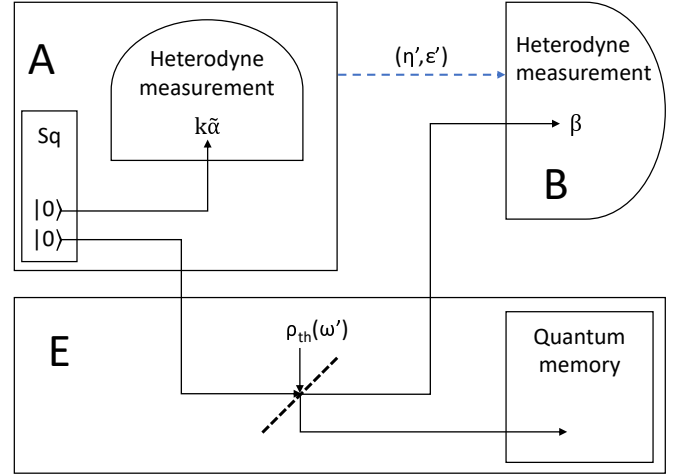 A
Heterodyne
measurement
kα̃
Sq
|0⟩
|0⟩
(η',ε')
Heterodyne
measurement
β
B
E
ρth(ω')
Quantum
memory